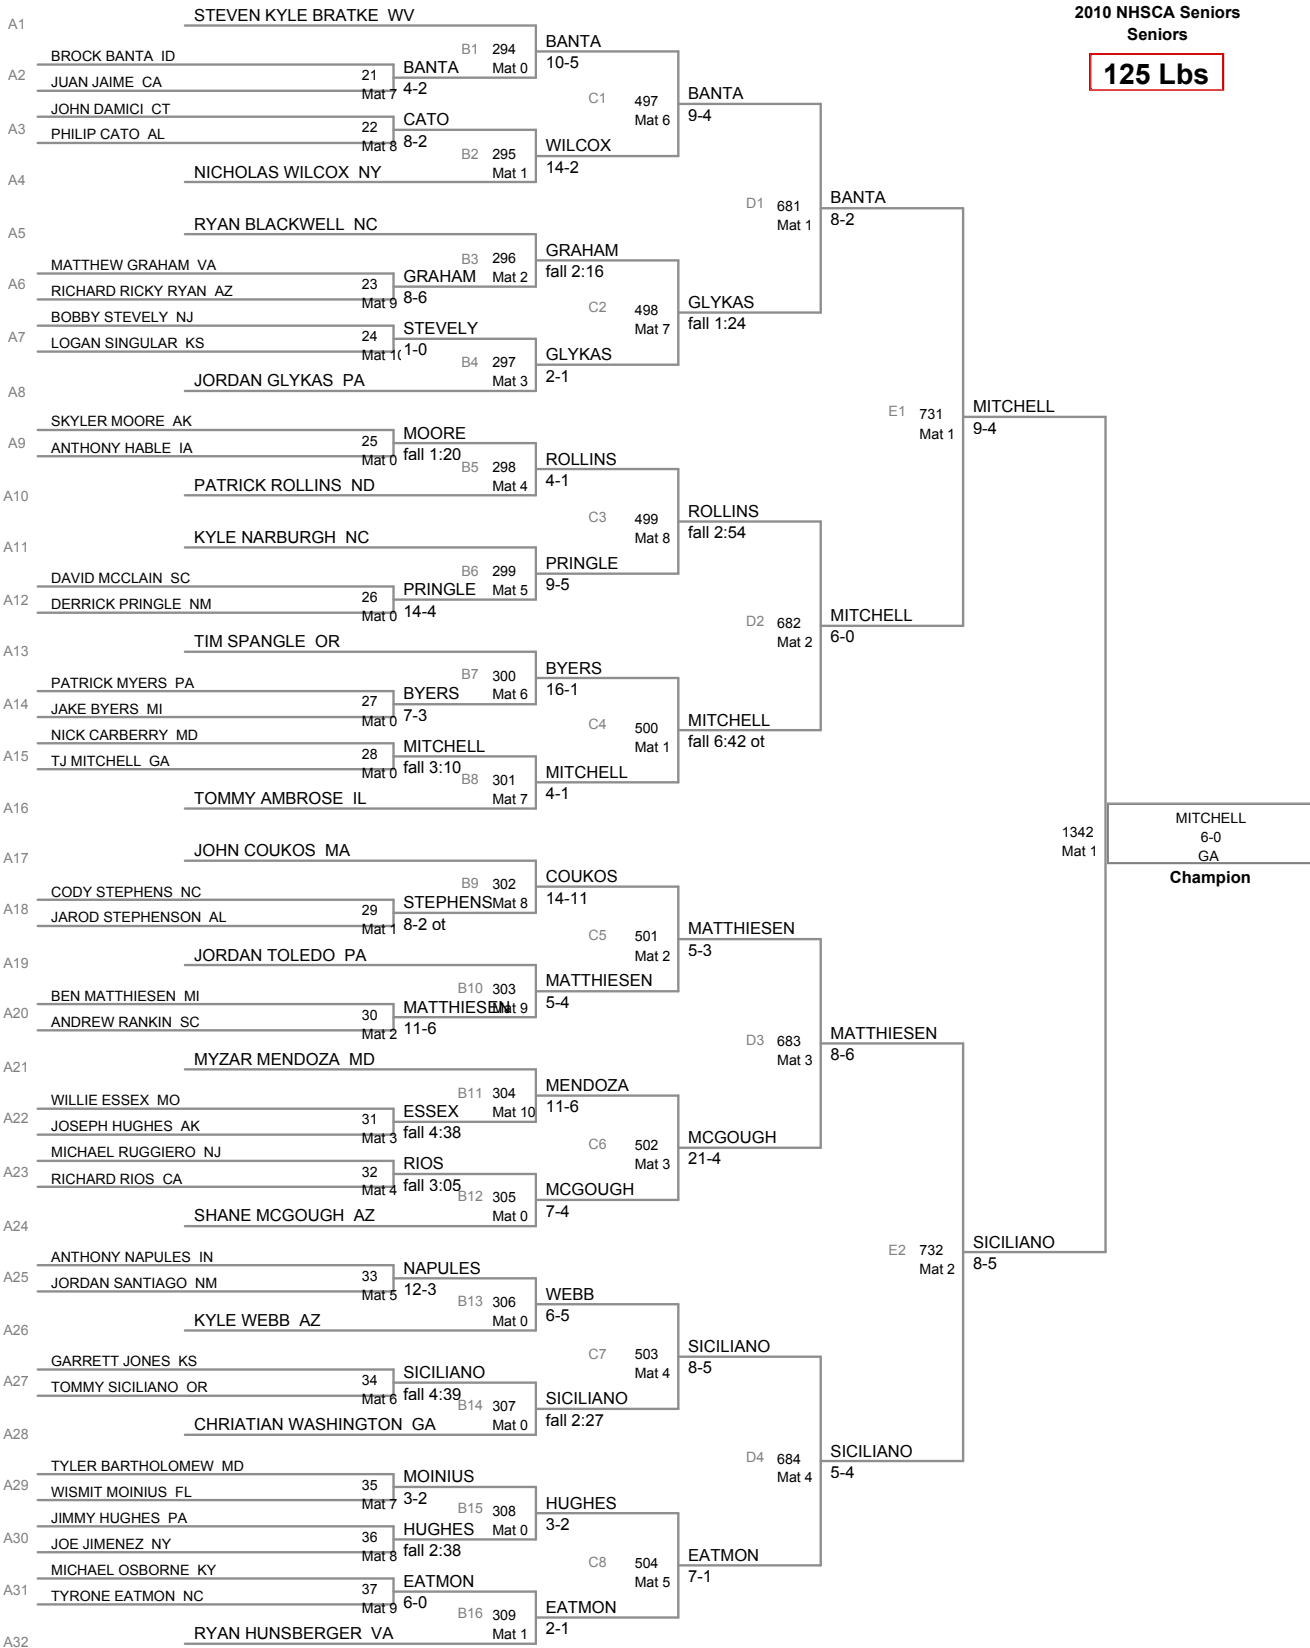 2010 NHSCA Seniors
Seniors
125 Lbs
A1
STEVEN KYLE BRATKE WV
B1 294
Mat 0
BANTA
10-5
A2
BROCK BANTA ID
JUAN JAIME CA
21
Mat 7
BANTA
4-2
C1 497
Mat 6
BANTA
9-4
A3
JOHN DAMICI CT
PHILIP CATO AL
22
Mat 8
CATO
8-2
B2 295
Mat 1
WILCOX
14-2
A4
NICHOLAS WILCOX NY
D1 681
Mat 1
BANTA
8-2
A5
RYAN BLACKWELL NC
B3 296
Mat 2
GRAHAM
fall 2:16
A6
MATTHEW GRAHAM VA
RICHARD RICKY RYAN AZ
23
Mat 9
GRAHAM
8-6
C2 498
Mat 7
GLYKAS
fall 1:24
A7
BOBBY STEVELY NJ
LOGAN SINGULAR KS
24
Mat 10
STEVELY
1-0
B4 297
Mat 3
GLYKAS
2-1
A8
JORDAN GLYKAS PA
E1 731
Mat 1
MITCHELL
9-4
A9
SKYLER MOORE AK
ANTHONY HABLE IA
25
Mat 0
MOORE
fall 1:20
B5 298
Mat 4
ROLLINS
4-1
A10
PATRICK ROLLINS ND
C3 499
Mat 8
ROLLINS
fall 2:54
A11
KYLE NARBURGH NC
B6 299
Mat 5
PRINGLE
9-5
A12
DAVID MCCLAIN SC
DERRICK PRINGLE NM
26
Mat 0
PRINGLE
14-4
D2 682
Mat 2
MITCHELL
6-0
A13
TIM SPANGLE OR
B7 300
Mat 6
BYERS
16-1
A14
PATRICK MYERS PA
JAKE BYERS MI
27
Mat 0
BYERS
7-3
C4 500
Mat 1
MITCHELL
fall 6:42 ot
A15
NICK CARBERRY MD
TJ MITCHELL GA
28
Mat 0
MITCHELL
fall 3:10
B8 301
Mat 7
MITCHELL
4-1
A16
TOMMY AMBROSE IL
1342
Mat 1
MITCHELL
6-0
GA
Champion
A17
JOHN COUKOS MA
B9 302
Mat 8
COUKOS
14-11
A18
CODY STEPHENS NC
JAROD STEPHENSON AL
29
Mat 1
STEPHENS
8-2 ot
C5 501
Mat 2
MATTHIESEN
5-3
A19
JORDAN TOLEDO PA
B10 303
Mat 9
MATTHIESEN
5-4
A20
BEN MATTHIESEN MI
ANDREW RANKIN SC
30
Mat 2
MATTHIESEN
11-6
D3 683
Mat 3
MATTHIESEN
8-6
A21
MYZAR MENDOZA MD
B11 304
Mat 10
MENDOZA
11-6
A22
WILLIE ESSEX MO
JOSEPH HUGHES AK
31
Mat 3
ESSEX
fall 4:38
C6 502
Mat 3
MCGOUGH
21-4
A23
MICHAEL RUGGIERO NJ
RICHARD RIOS CA
32
Mat 4
RIOS
fall 3:05
B12 305
Mat 0
MCGOUGH
7-4
A24
SHANE MCGOUGH AZ
E2 732
Mat 2
SICILIANO
8-5
A25
ANTHONY NAPULES IN
JORDAN SANTIAGO NM
33
Mat 5
NAPULES
12-3
B13 306
Mat 0
WEBB
6-5
A26
KYLE WEBB AZ
C7 503
Mat 4
SICILIANO
8-5
A27
GARRETT JONES KS
TOMMY SICILIANO OR
34
Mat 6
SICILIANO
fall 4:39
B14 307
Mat 0
SICILIANO
fall 2:27
A28
CHRIATIAN WASHINGTON GA
D4 684
Mat 4
SICILIANO
5-4
A29
TYLER BARTHOLOMEW MD
WISMIT MOINIUS FL
35
Mat 7
MOINIUS
3-2
B15 308
Mat 0
HUGHES
3-2
A30
JIMMY HUGHES PA
JOE JIMENEZ NY
36
Mat 8
HUGHES
fall 2:38
C8 504
Mat 5
EATMON
7-1
A31
MICHAEL OSBORNE KY
TYRONE EATMON NC
37
Mat 9
EATMON
6-0
B16 309
Mat 1
EATMON
2-1
A32
RYAN HUNSBERGER VA